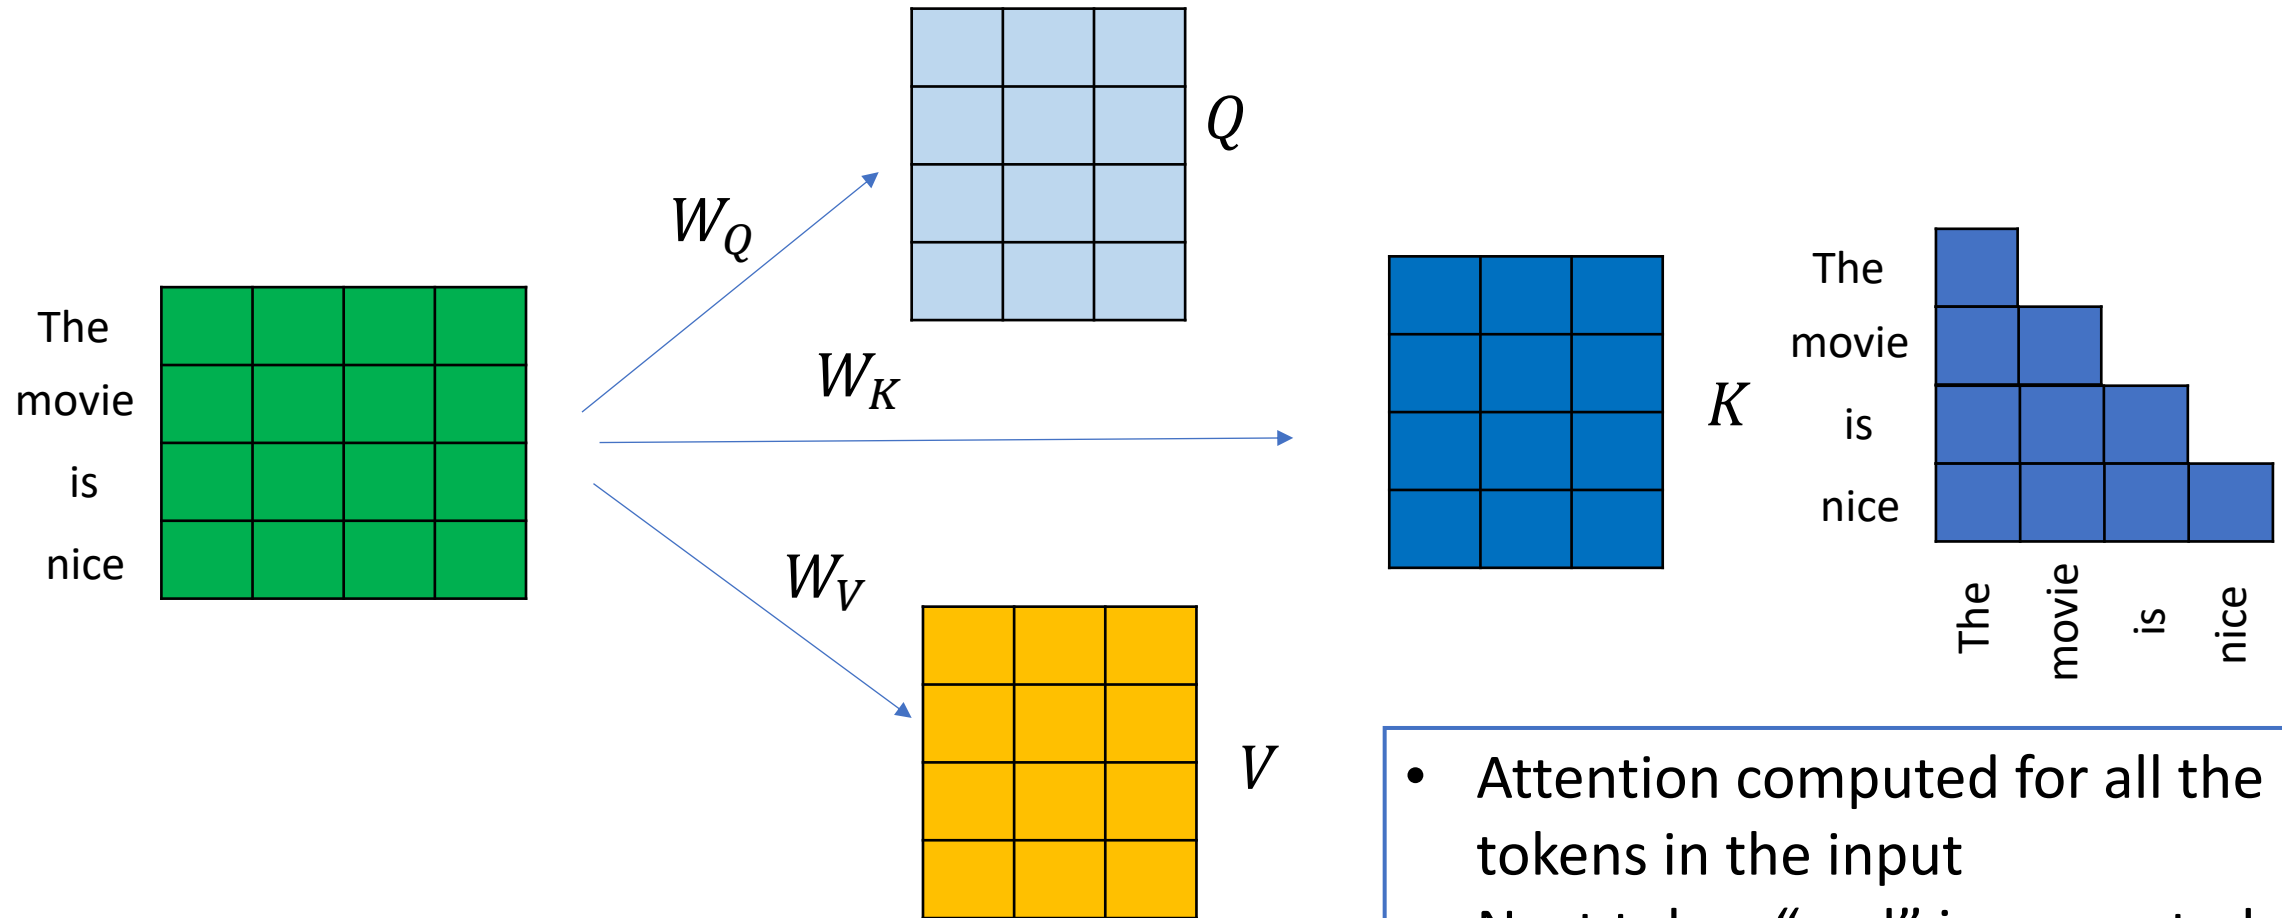 The
movie
is
nice
W_Q
Q
W_K
K
W_V
V
The
movie
is
nice
The
movie
is
nice
• Attention computed for all the
tokens in the input